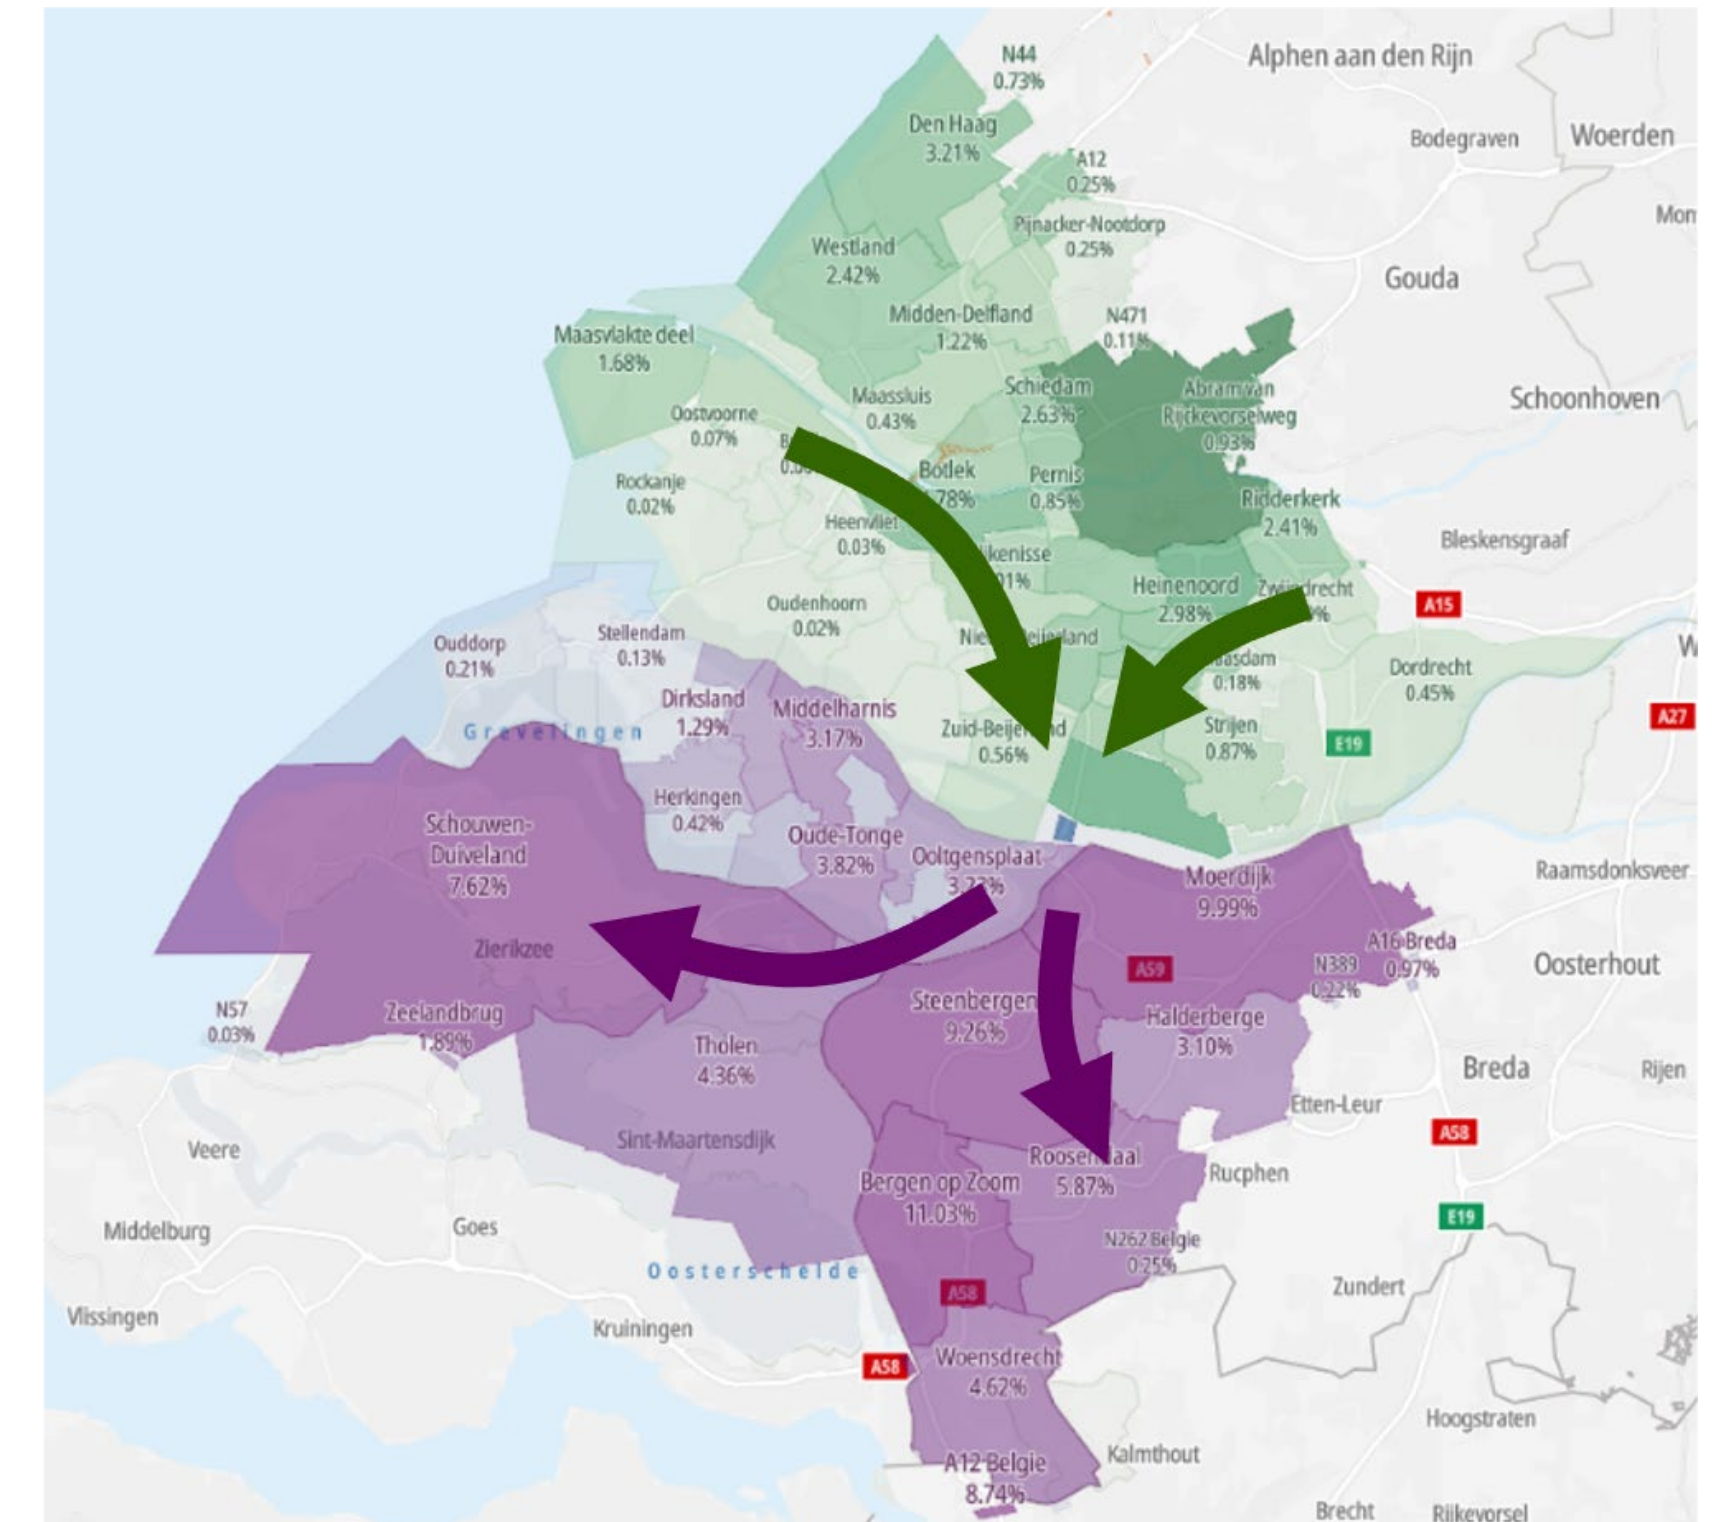 N44
0.73%
Alphen aan den Rijn
Den Haag
3.21%
Bodegraven
Woerden
A12
0.25%
Pijnacker-Nootdorp
0.25%
Westland
2.42%
Gouda
Midden-Delfland
1.22%
N471
0.11%
Maasvlakte deel
1.68%
Schiedam
2.63%
Abram van
Rijckevorselweg
0.93%
Schoonhoven
Maassluis
0.43%
Oostvoorne
0.07%
Botlek
Pernis
0.85%
Rockanje
0.02%
Ridderkerk
2.41%
Heenvliet
0.03%
Bleskensgraaf
Heinenoord
2.98%
A15
Oudenhoorn
0.02%
Stellendam
0.13%
Ouddorp
0.21%
0.18%
Dordrecht
0.45%
Dirksland
1.29%
Middelharnis
3.17%
A27
Grevelingen
0.56%
Strijen
0.87%
E19
Herkingen
0.42%
Schouwen-
Duiveland
7.62%
Oude-Tonge
3.82%
Ooltgensplaat
Moerdijk
9.99%
Raamsdonksveer
Zierikzee
A59
A16 Breda
0.97%
N389
0.22%
Oosterhout
N57
0.03%
Zeelandbrug
1.89%
Steenbergen
9.26%
Halderberge
3.10%
Tholen
4.36%
Breda
Rijen
Etten-Leur
A58
Veere
Sint-Maartensdijk
5.87%
Rucphen
Bergen op Zoom
11.03%
Middelburg
Goes
E19
N262 Belgie
0.25%
Oosterschelde
A58
Zundert
Vlissingen
Kruiningen
A58
Woensdrecht
4.62%
Hoogstraten
A12 Belgie
8.74%
Kalmthout
Brecht
Rijkevorsel